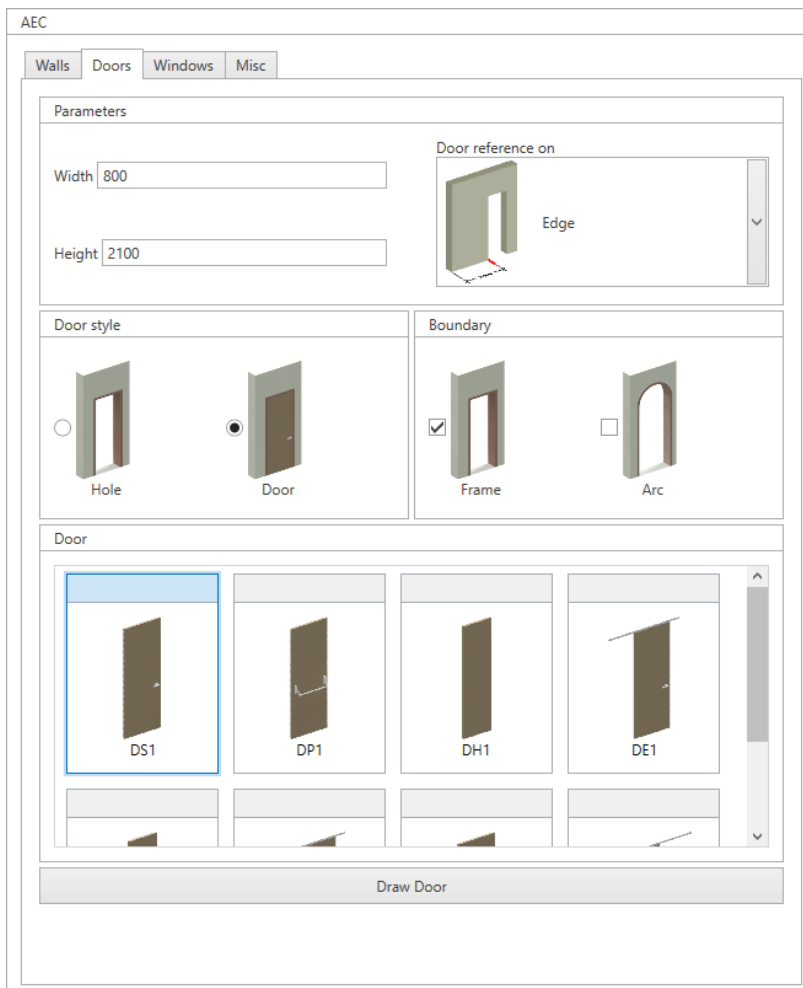 AEC
Walls Doors Windows Misc
Parameters
Door reference on
Width 800
Edge
Height 2100
Door style
Boundary
Hole
Door
Frame
Arc
Door
DS1
DP1
DH1
DE1
Draw Door